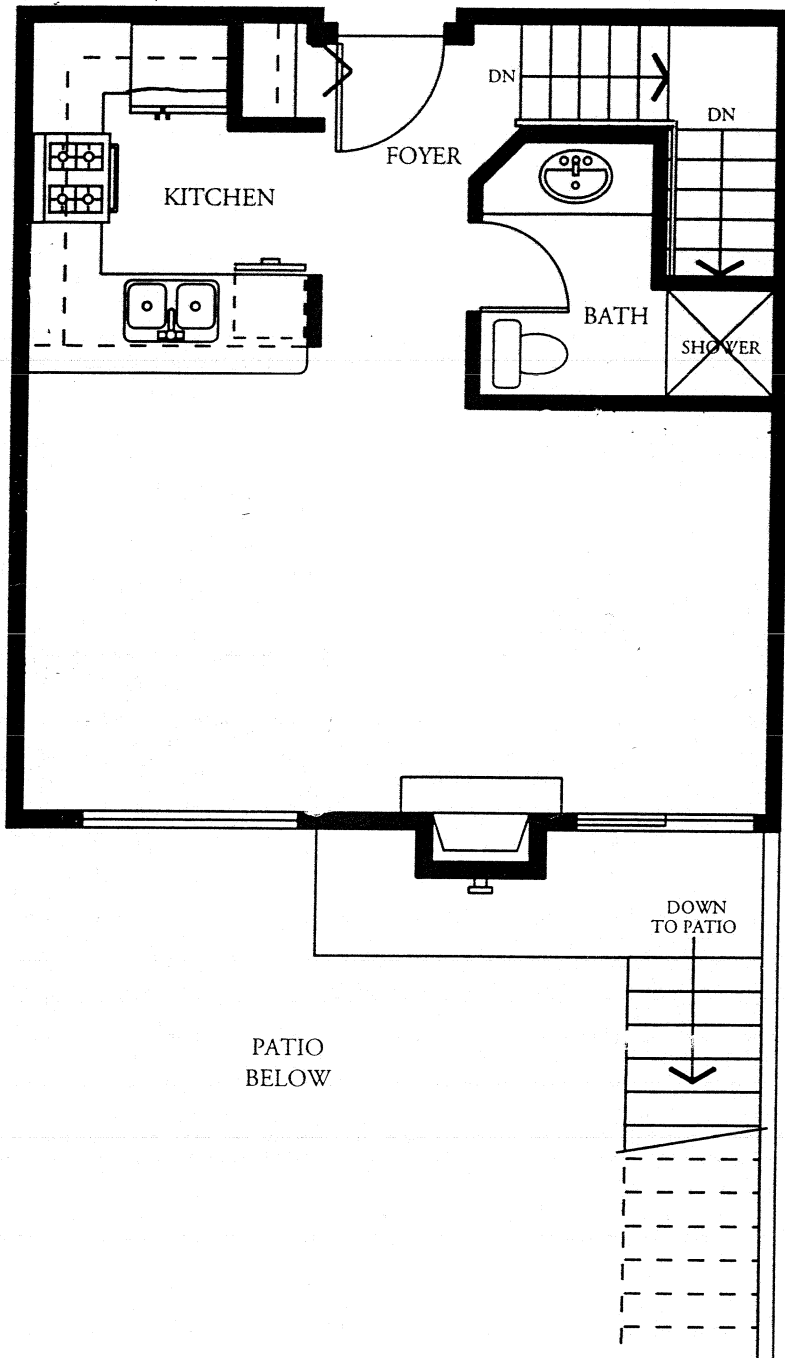 DN
DN
FOYER
KITCHEN
BATH
SHOWER
DOWN
TO PATIO
PATIO
BELOW